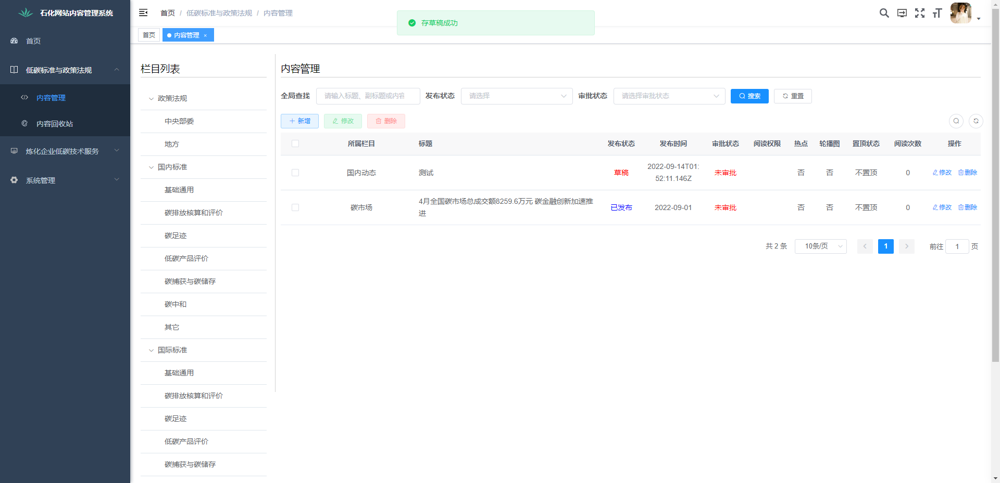 石化网站内容管理系统
首页
低碳标准与政策法规
内容管理
内容回收站
炼化企业低碳技术服务
系统管理
首页 / 低碳标准与政策法规 / 内容管理
存草稿成功
首页
内容管理 ×
栏目列表
政策法规
中央部委
地方
国内标准
基础通用
碳排放核算和评价
碳足迹
低碳产品评价
碳捕获与碳储存
碳中和
其它
国际标准
基础通用
碳排放核算和评价
碳足迹
低碳产品评价
碳捕获与碳储存
内容管理
全局查找 请输入标题、副标题或内容 发布状态 请选择 审批状态 请选择审批状态 搜索 重置
新增 修改 删除
所属栏目 标题 发布状态 发布时间 审批状态 阅读权限 热点 轮播图 置顶状态 阅读次数 操作
国内动态 测试 草稿 2022-09-14T01:
52:11.146Z 未审批 否 否 不置顶 0 修改 删除
碳市场 4月全国碳市场总成交额8259.6万元 碳金融创新加速推
进 已发布 2022-09-01 未审批 否 否 不置顶 0 修改 删除
共 2 条 10条/页 1 前往 1 页